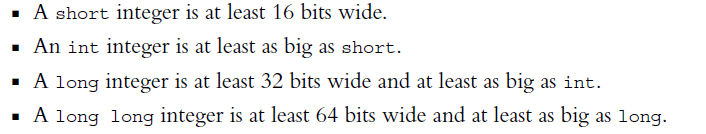 ▪ A short integer is at least 16 bits wide.
▪ An int integer is at least as big as short.
▪ A long integer is at least 32 bits wide and at least as big as int.
▪ A long long integer is at least 64 bits wide and at least as big as long.